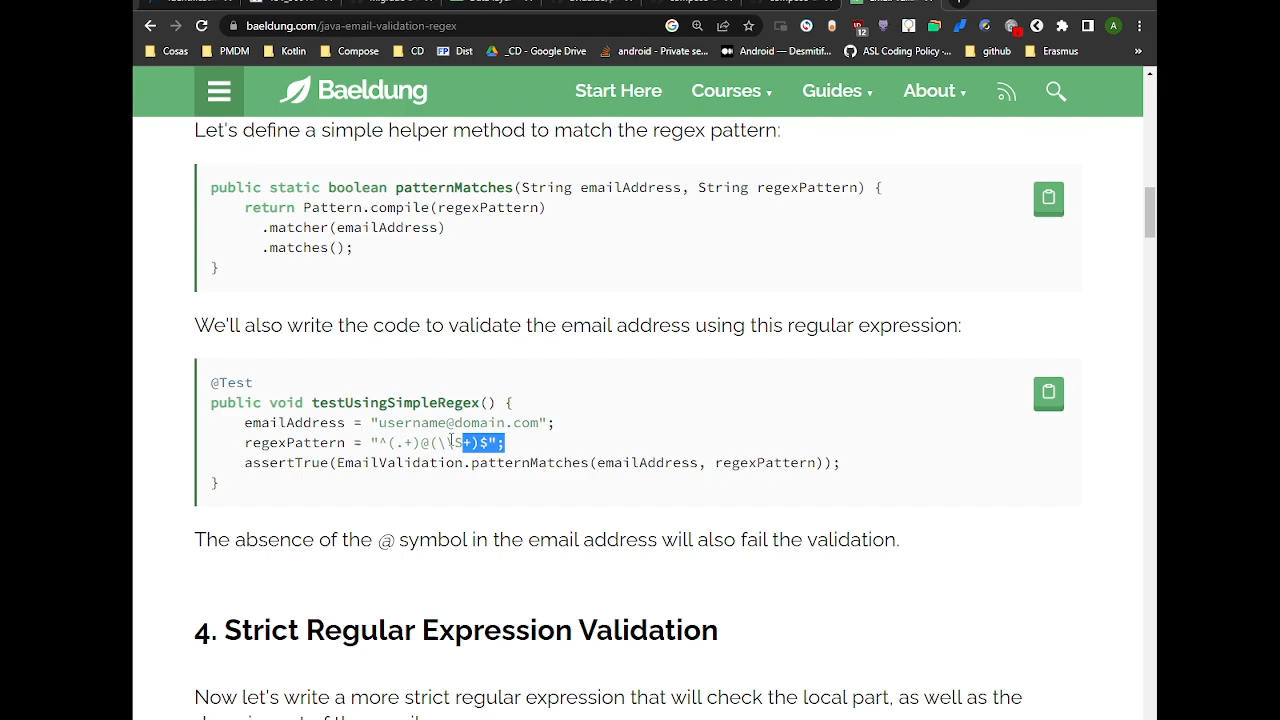 baeldung.com/java-email-validation-regex
12
A
Cosas
PMDM
Kotlin
Compose
CD
FP Dist
_CD - Google Drive
android - Private se...
Android — Desmitif...
ASL Coding Policy -...
github
Erasmus
»
Baeldung
Start Here
Courses
Guides
About
Let's define a simple helper method to match the regex pattern:
public static boolean patternMatches(String emailAddress, String regexPattern) {
return Pattern.compile(regexPattern)
.matcher(emailAddress)
.matches();
}
We'll also write the code to validate the email address using this regular expression:
@Test
public void testUsingSimpleRegex() {
emailAddress = "username@domain.com";
regexPattern = "^(.+)@(\\S+)$";
assertTrue(EmailValidation.patternMatches(emailAddress, regexPattern));
}
The absence of the @ symbol in the email address will also fail the validation.
4. Strict Regular Expression Validation
Now let's write a more strict regular expression that will check the local part, as well as the